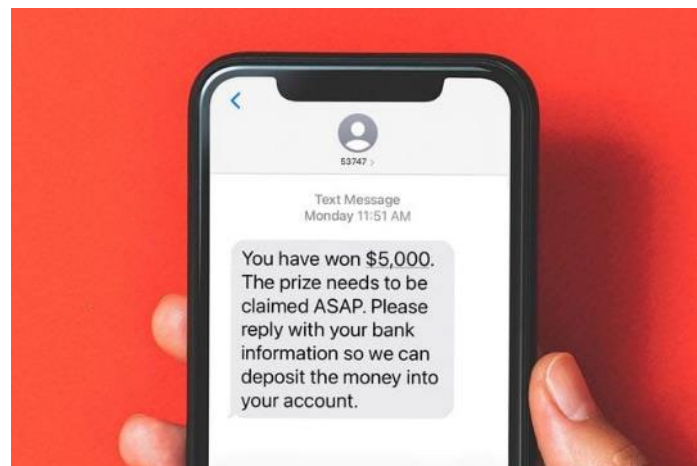 53747 >
Text Message
Monday 11:51 AM
You have won $5,000.
The prize needs to be
claimed ASAP. Please
reply with your bank
information so we can
deposit the money into
your account.